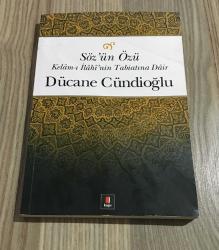 Söz'ün Özü
Kelâm-ı İlâhî'nin Tabiatına Dâir
Dücane Cündioğlu